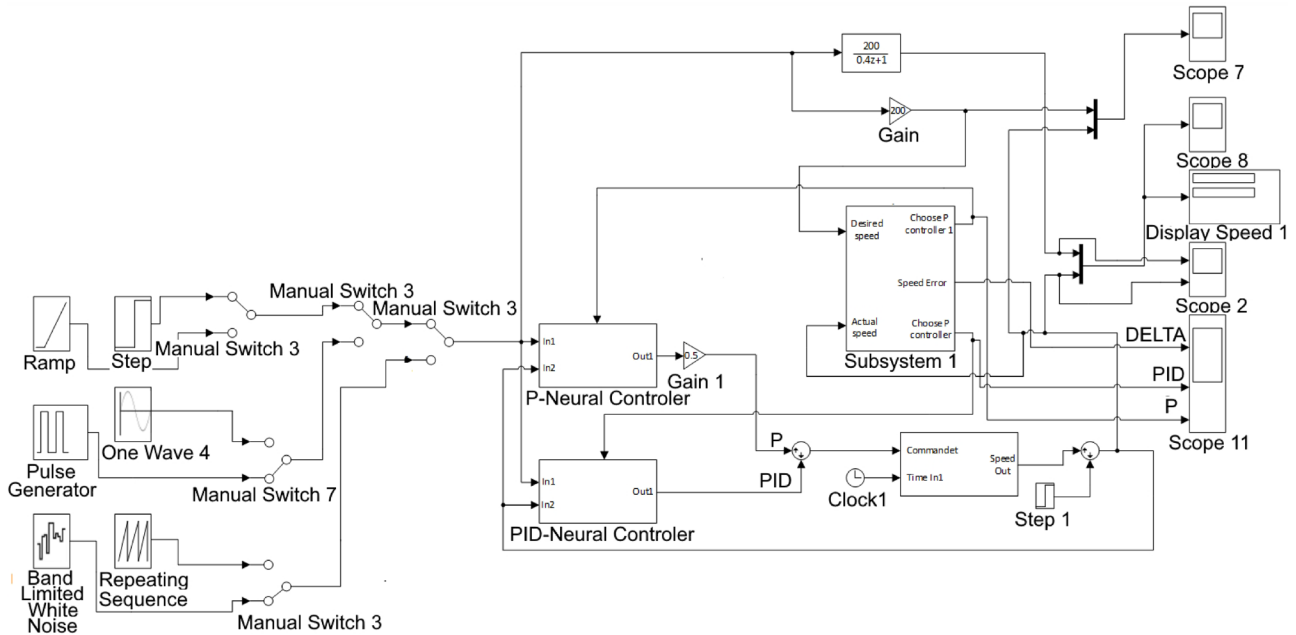 200
0.4z+1
Scope 7
200
Gain
Scope 8
Desired
speed
Choose P
controller 1
Display Speed 1
Speed Error
Scope 2
Manual Switch 3
Manual Switch 3
Actual
speed
Choose P
controller
DELTA
Ramp
Step
Manual Switch 3
In1
Out1
0.5
Subsystem 1
In2
Gain 1
PID
P-Neural Controler
P
Scope 11
One Wave 4
P
Commandet
Speed
Out
Pulse
Generator
Manual Switch 7
In1
Out1
PID
Time In1
In2
Clock1
Step 1
PID-Neural Controler
Band
Limited
White
Noise
Repeating
Sequence
Manual Switch 3